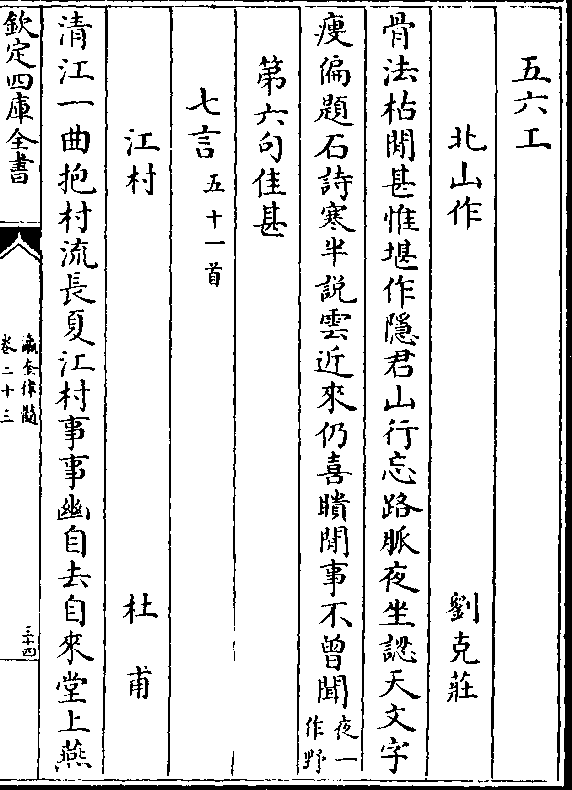 五六工
北山作　劉克莊
骨法枯閒甚惟堪作隱君山行忘路脈夜坐認天文字
瘦偏題石詩寒半說雲近來仍喜瞶閒事不曾聞夜一作野
第六句佳甚
七言五十一首
江村　杜甫
清江一曲抱村流長夏江村事事幽自去自來堂上燕
欽定四庫全書
瀛奎律髓
卷二十三
三十四